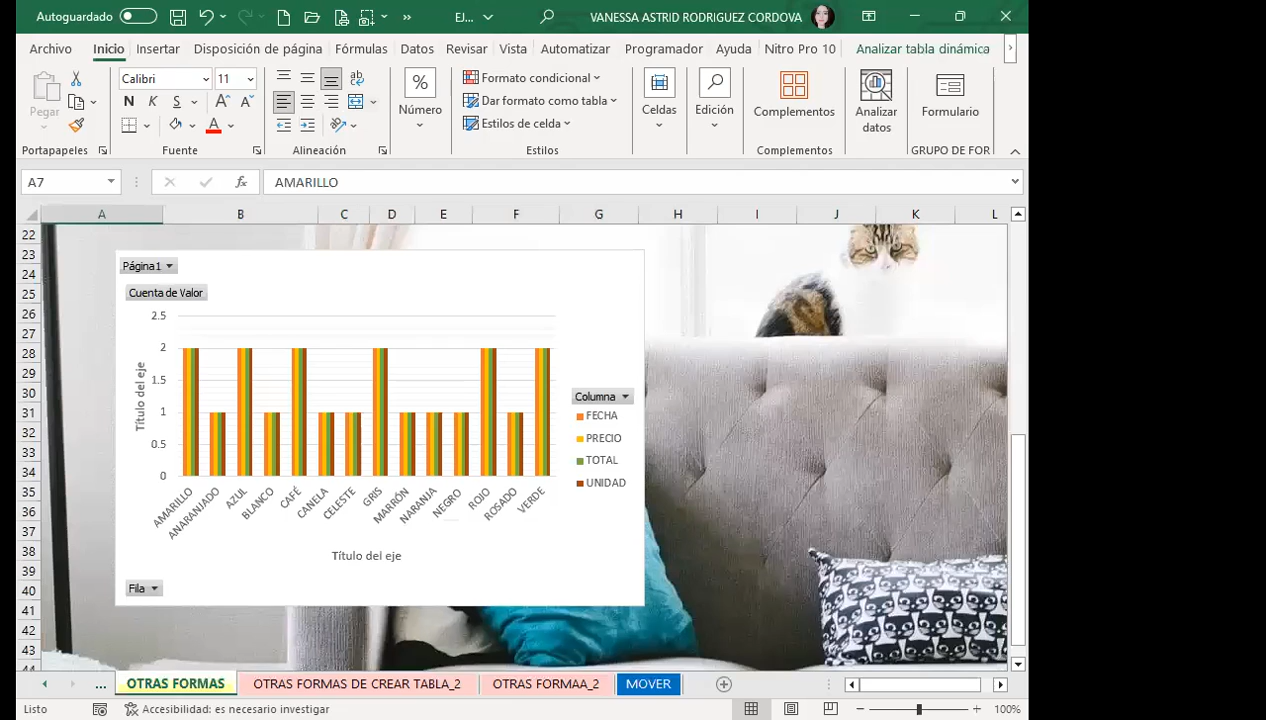 Autoguardado
EJ...
VANESSA ASTRID RODRIGUEZ CORDOVA
Archivo Inicio Insertar Disposición de página Fórmulas Datos Revisar Vista Automatizar Programador Ayuda Nitro Pro 10 Analizar tabla dinámica
Pegar
Portapapeles
Calibri 11
N K S A A
A
Fuente
ab
Alineación
%
Número
Formato condicional
Dar formato como tabla
Estilos de celda
Estilos
Celdas
Edición
Complementos
Complementos
Analizar
datos
Formulario
GRUPO DE FOR
A7 fx AMARILLO
A B C D E F G H I J K L
22
23
24
25
26
27
28
29
30
31
32
33
34
35
36
37
38
39
40
41
42
43
44
Página1
Cuenta de Valor
2.5
2
1.5
1
0.5
0
Título del eje
AMARILLO
ANARANJADO
AZUL
BLANCO
CAFÉ
CANELA
CELESTE
GRIS
MARRÓN
NARANJA
NEGRO
ROJO
ROSADO
VERDE
Título del eje
Columna
FECHA
PRECIO
TOTAL
UNIDAD
Fila
... OTRAS FORMAS OTRAS FORMAS DE CREAR TABLA_2 OTRAS FORMAA_2 MOVER
Listo Accesibilidad: es necesario investigar 100%